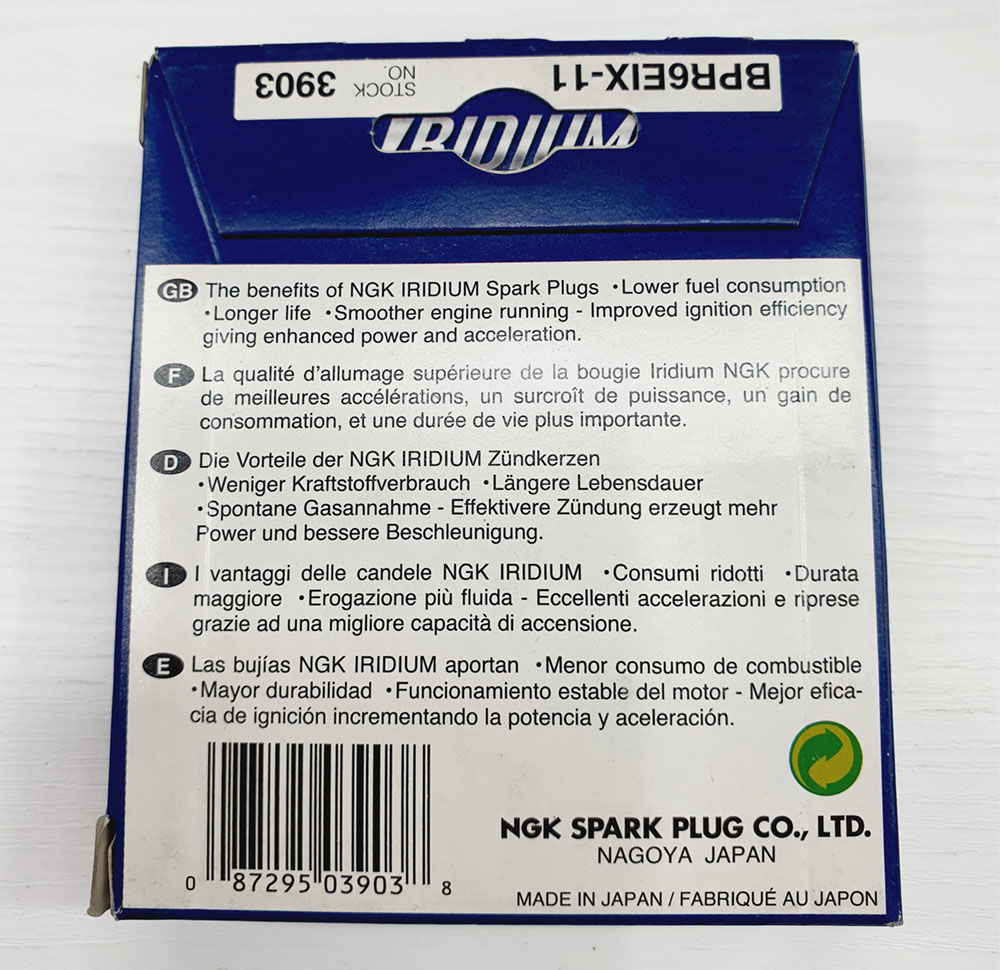 BPR6EIX-11 STOCK NO. 3903
IRIDIUM
GB The benefits of NGK IRIDIUM Spark Plugs •Lower fuel consumption
•Longer life •Smoother engine running - Improved ignition efficiency
giving enhanced power and acceleration.
F La qualité d'allumage supérieure de la bougie Iridium NGK procure
de meilleures accélérations, un surcroît de puissance, un gain de
consommation, et une durée de vie plus importante.
D Die Vorteile der NGK IRIDIUM Zündkerzen
•Weniger Kraftstoffverbrauch •Längere Lebensdauer
•Spontane Gasannahme - Effektivere Zündung erzeugt mehr
Power und bessere Beschleunigung.
I I vantaggi delle candele NGK IRIDIUM •Consumi ridotti •Durata
maggiore •Erogazione più fluida - Eccellenti accelerazioni e riprese
grazie ad una migliore capacità di accensione.
E Las bujías NGK IRIDIUM aportan •Menor consumo de combustible
•Mayor durabilidad •Funcionamiento estable del motor - Mejor efica-
cia de ignición incrementando la potencia y aceleración.
NGK SPARK PLUG CO., LTD.
NAGOYA JAPAN
0 87295 03903 8
MADE IN JAPAN / FABRIQUÉ AU JAPON